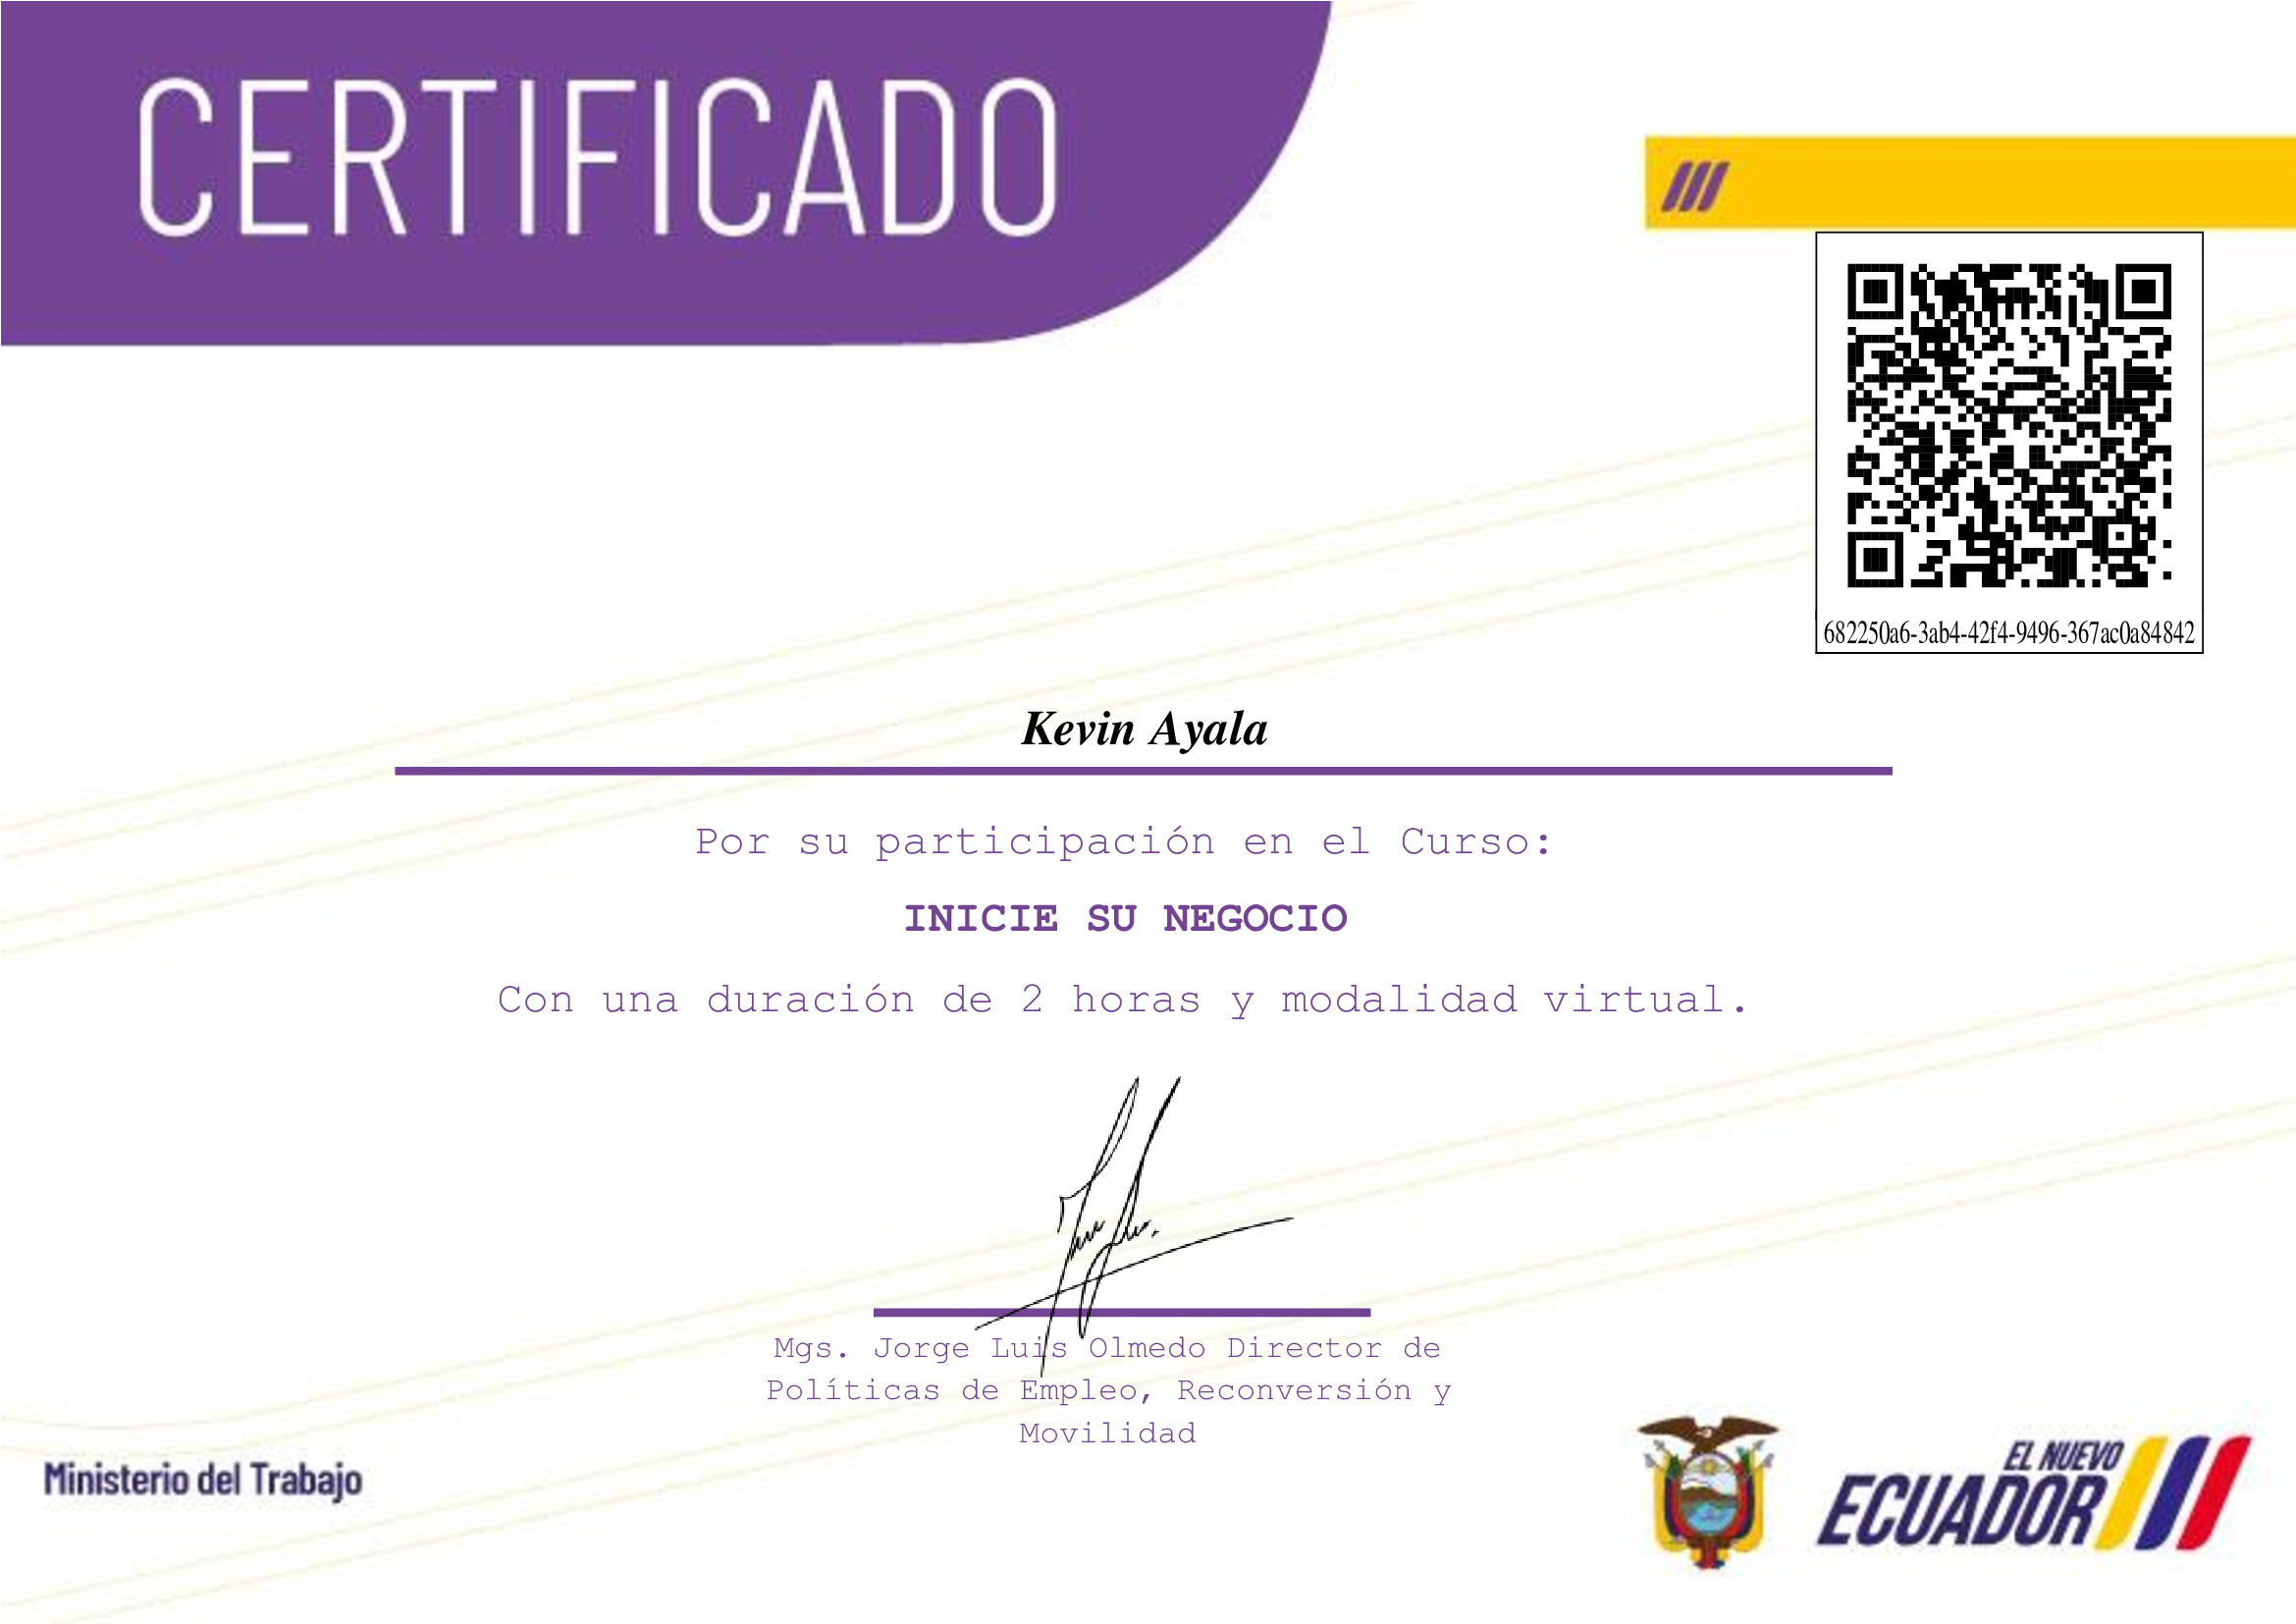 CERTIFICADO
682250a6-3ab4-42f4-9496-367ac0a84842
Kevin Ayala
Por su participación en el Curso:
INICIE SU NEGOCIO
Con una duración de 2 horas y modalidad virtual.
Mgs. Jorge Luis Olmedo Director de
Políticas de Empleo, Reconversión y
Movilidad
Ministerio del Trabajo
EL NUEVO
ECUADOR